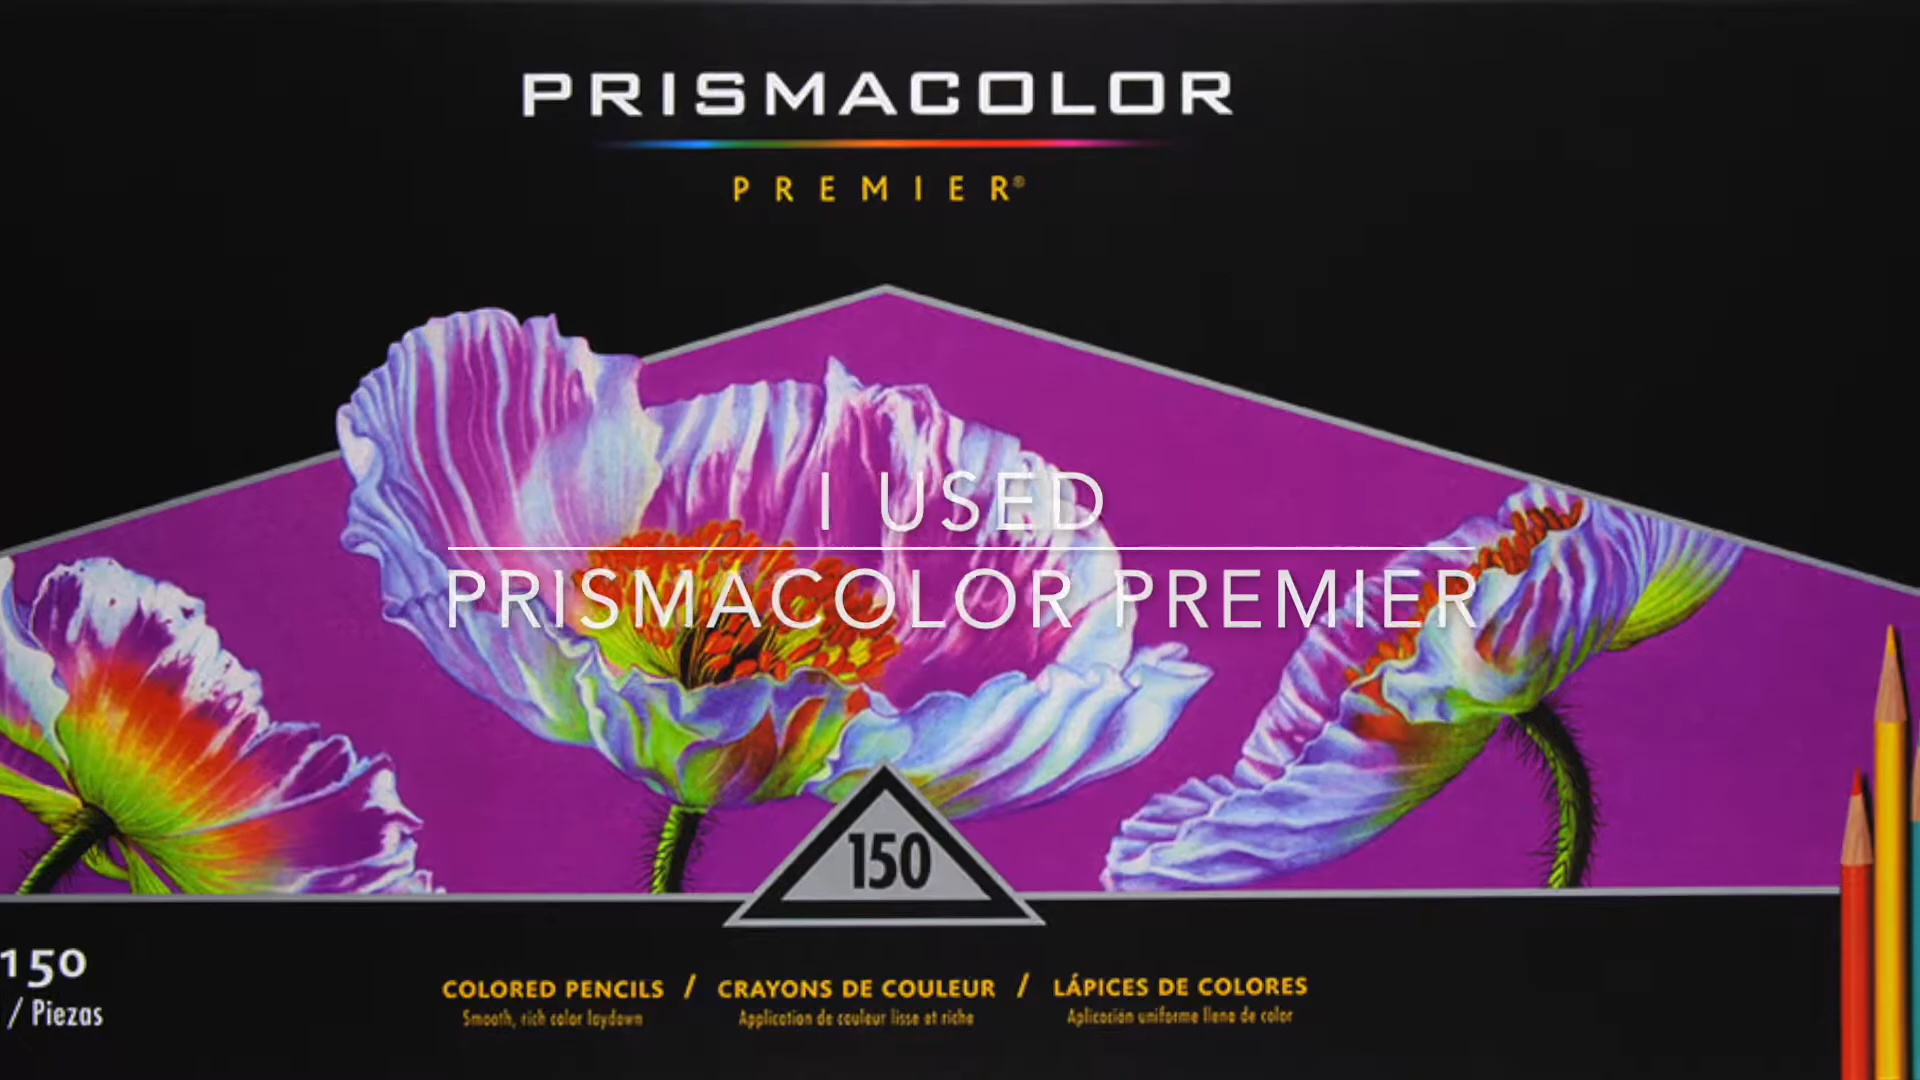 PRISMACOLOR
PREMIER®
I USED
PRISMACOLOR PREMIER
150
150
/ Piezas
COLORED PENCILS / CRAYONS DE COULEUR / LÁPICES DE COLORES
Smooth, rich color laydown Application de couleur lisse et riche Aplicación uniforme llena de color